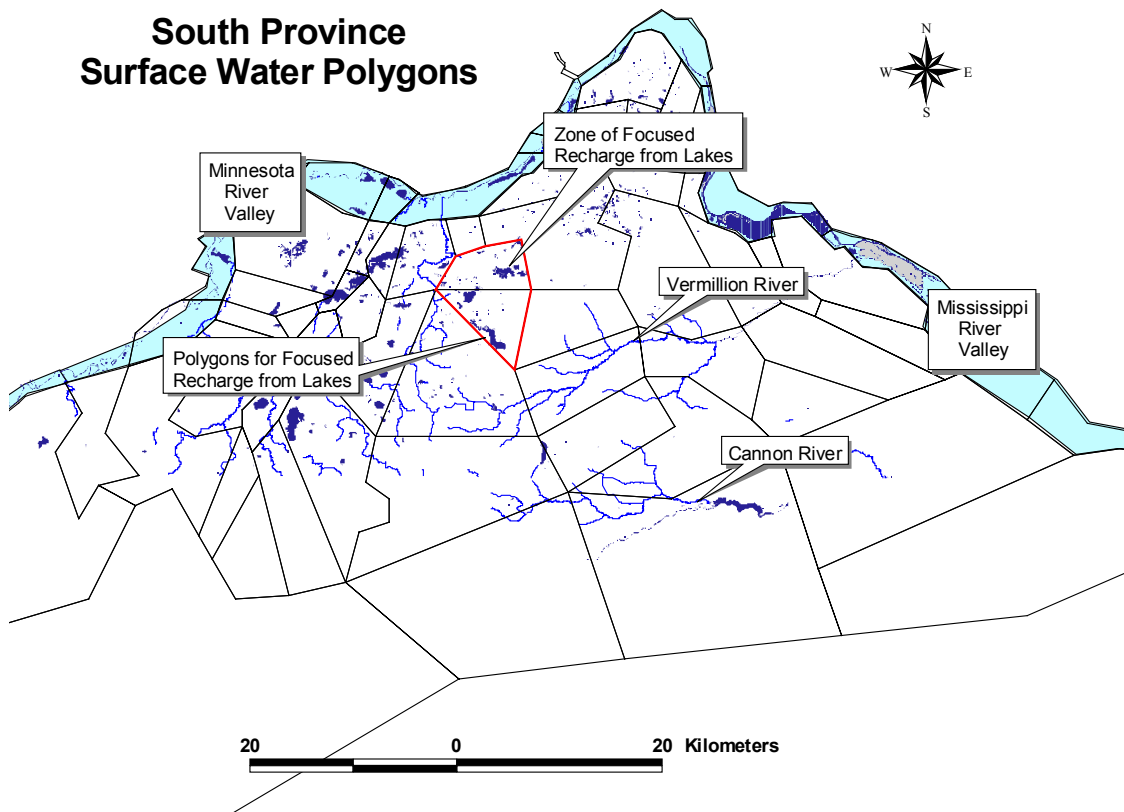 South Province
Surface Water Polygons
N
W
E
S
Zone of Focused
Recharge from Lakes
Minnesota
River
Valley
Vermillion River
Mississippi
River
Valley
Polygons for Focused
Recharge from Lakes
Cannon River
20
0
20
Kilometers